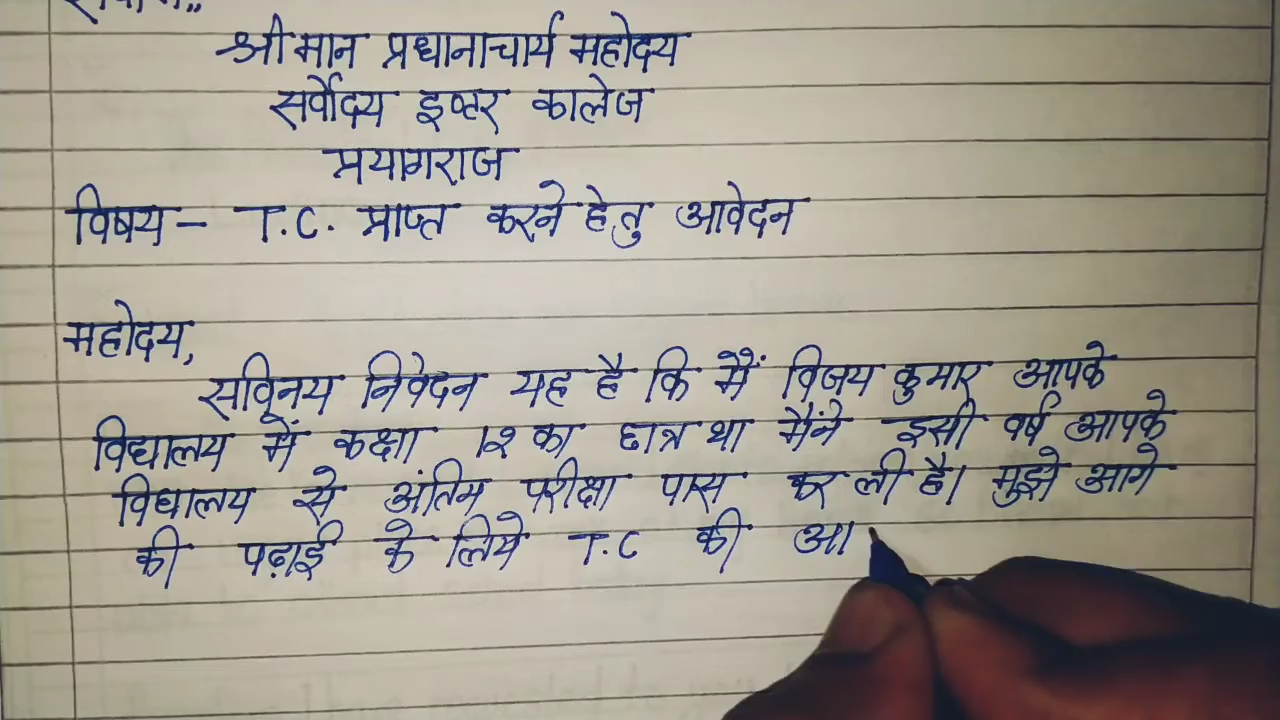 श्रीमान प्रधानाचार्य महोदय
सर्वोदय इण्टर कालेज
प्रयागराज
विषय - T.C. प्राप्त करने हेतु आवेदन
महोदय,
सविनय निवेदन यह है कि मैं विजय कुमार आपके
विद्यालय में कक्षा १२ का छात्र था मैंने इसी वर्ष आपके
विद्यालय से अंतिम परीक्षा पास कर ली है। मुझे आगे
की पढ़ाई के लिये T.C की आ